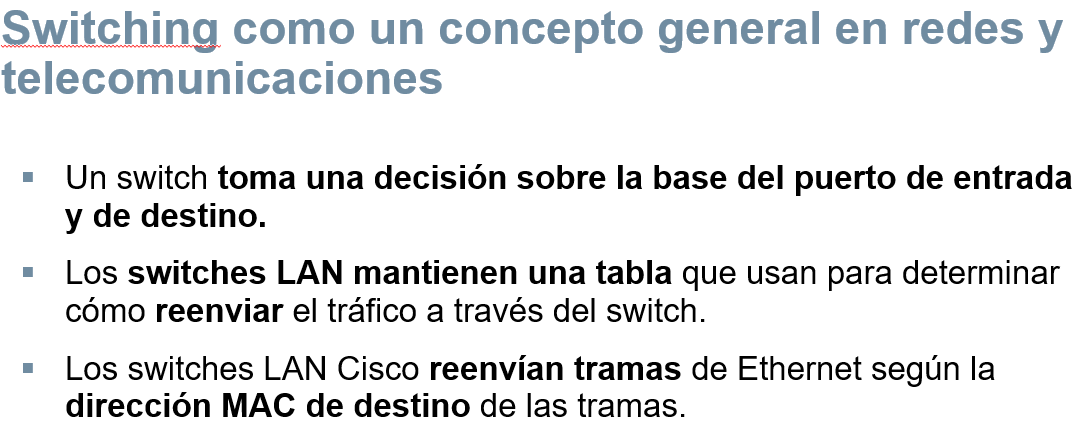 Switching como un concepto general en redes y
telecomunicaciones
Un switch toma una decisión sobre la base del puerto de entrada
y de destino.
Los switches LAN mantienen una tabla que usan para determinar
cómo reenviar el tráfico a través del switch.
Los switches LAN Cisco reenvían tramas de Ethernet según la
dirección MAC de destino de las tramas.